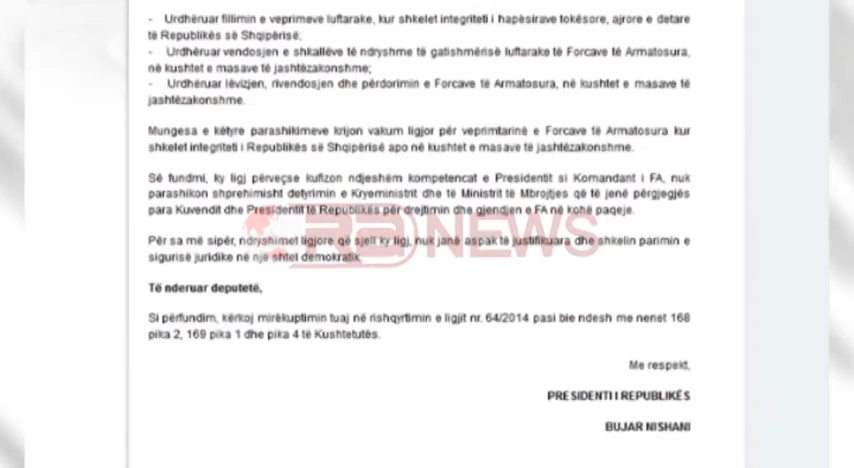 - Urdhëruar fillimin e veprimeve luftarake, kur shkelet integriteti i hapësirave tokësore, ajrore e detare
të Republikës së Shqipërisë;
- Urdhëruar vendosjen e shkallëve të ndryshme të gatishmërisë luftarake të Forcave të Armatosura,
në kushtet e masave të jashtëzakonshme;
- Urdhëruar lëvizjen, rivendosjen dhe përdorimin e Forcave të Armatosura, në kushtet e masave të
jashtëzakonshme.
Mungesa e këtyre parashikimeve krijon vakum ligjor për veprimtarinë e Forcave të Armatosura kur
shkelet integriteti i Republikës së Shqipërisë apo në kushtet e masave të jashtëzakonshme.
Së fundmi, ky ligj përveçse kufizon ndjeshëm kompetencat e Presidentit si Komandant i FA, nuk
parashikon shprehimisht detyrimin e Kryeministrit dhe të Ministrit të Mbrojtjes që të jenë përgjegjës
para Kuvendit dhe Presidentit të Republikës për drejtimin dhe gjendjen e FA në kohë paqeje.
Për sa më sipër, ndryshimet ligjore që sjell ky ligj, nuk janë aspak të justifikuara dhe shkelin parimin e
sigurisë juridike në një shtet demokratik.
Të nderuar deputetë,
Si përfundim, kërkoj mirëkuptimin tuaj në rishqyrtimin e ligjit nr. 64/2014 pasi bie ndesh me nenet 168
pika 2, 169 pika 1 dhe pika 4 të Kushtetutës.
Me respekt,
PRESIDENTI I REPUBLIKËS
BUJAR NISHANI
NEWS